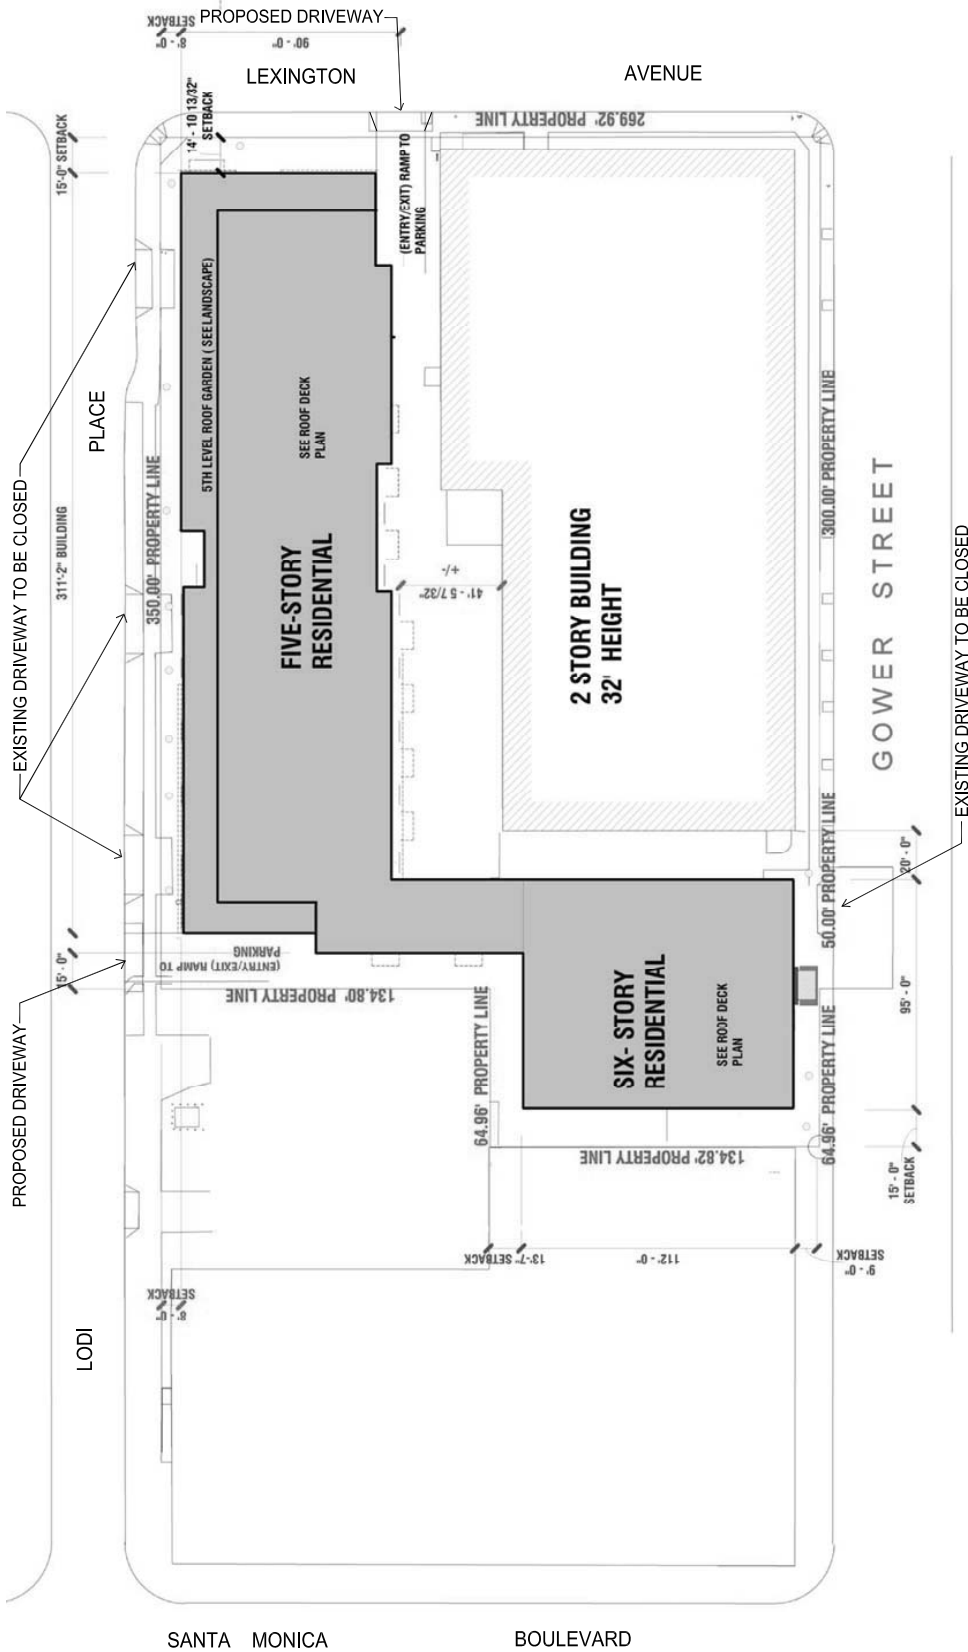 PROPOSED DRIVEWAY
SETBACK
8' - 0"
90' - 0"
LEXINGTON
AVENUE
14' - 10 13/32"
SETBACK
15'-0" SETBACK
269.92' PROPERTY LINE
(ENTRY/EXIT) RAMP TO
PARKING
EXISTING DRIVEWAY TO BE CLOSED
311'-2" BUILDING
PLACE
350.00' PROPERTY LINE
5TH LEVEL ROOF GARDEN ( SEE LANDSCAPE)
SEE ROOF DECK
PLAN
FIVE-STORY
RESIDENTIAL
41' - 5 7/32"
+/-
2 STORY BUILDING
32' HEIGHT
300.00' PROPERTY LINE
GOWER STREET
EXISTING DRIVEWAY TO BE CLOSED
50.00' PROPERTY LINE
20' - 0"
15' - 0"
(ENTRY/EXIT) RAMP TO
PARKING
134.80' PROPERTY LINE
PROPOSED DRIVEWAY
SIX- STORY
RESIDENTIAL
SEE ROOF DECK
PLAN
95' - 0"
64.96' PROPERTY LINE
64.96' PROPERTY LINE
134.82' PROPERTY LINE
15' - 0"
SETBACK
13'-7" SETBACK
112' - 0"
9' - 0"
SETBACK
8' - 0"
SETBACK
LODI
SANTA MONICA BOULEVARD